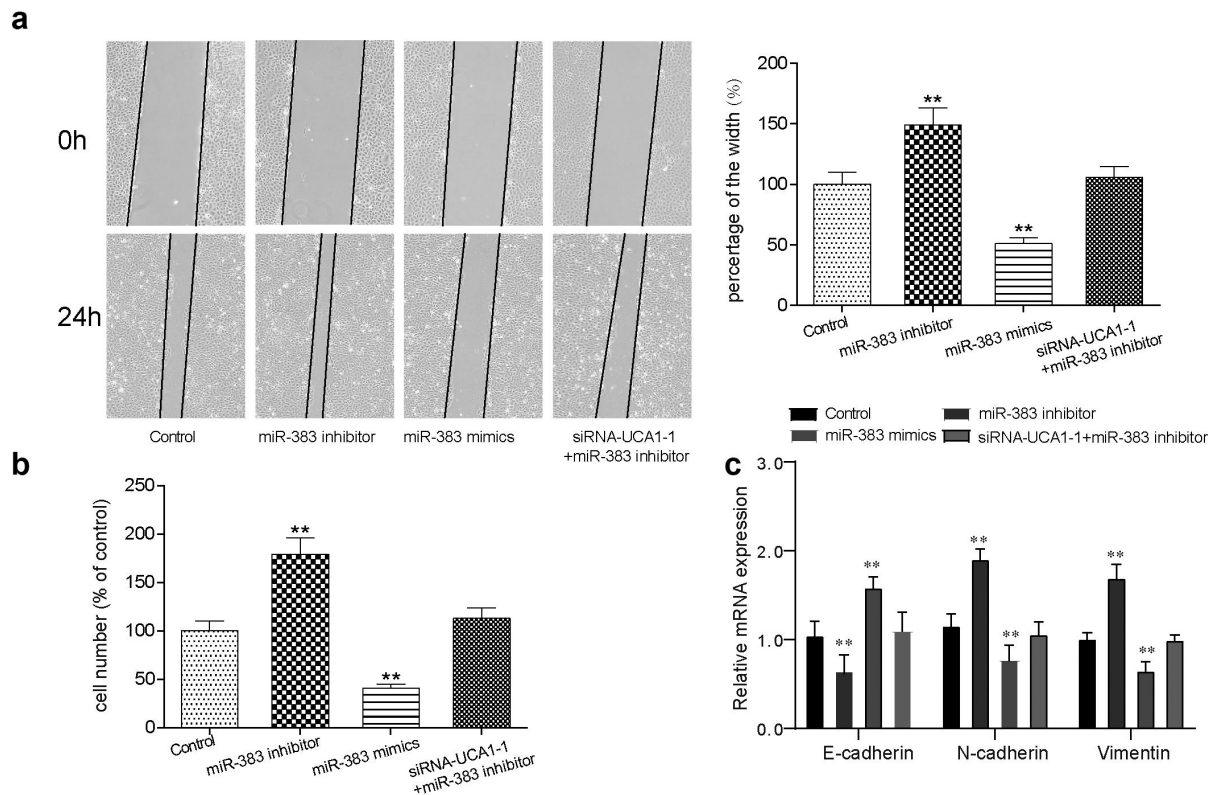 a
0h
24h
Control
miR-383 inhibitor
miR-383 mimics
siRNA-UCA1-1
+miR-383 inhibitor
percentage of the width (%)
200
150
100
50
0
**
**
Control
miR-383 inhibitor
miR-383 mimics
siRNA-UCA1-1
+miR-383 inhibitor
b
cell number (% of control)
250
200
150
100
50
0
**
**
Control
miR-383 inhibitor
miR-383 mimics
siRNA-UCA1-1
+miR-383 inhibitor
Control
miR-383 inhibitor
miR-383 mimics
siRNA-UCA1-1+miR-383 inhibitor
c
Relative mRNA expression
3.0
2.0
1.0
0.0
**
**
**
**
**
**
E-cadherin
N-cadherin
Vimentin